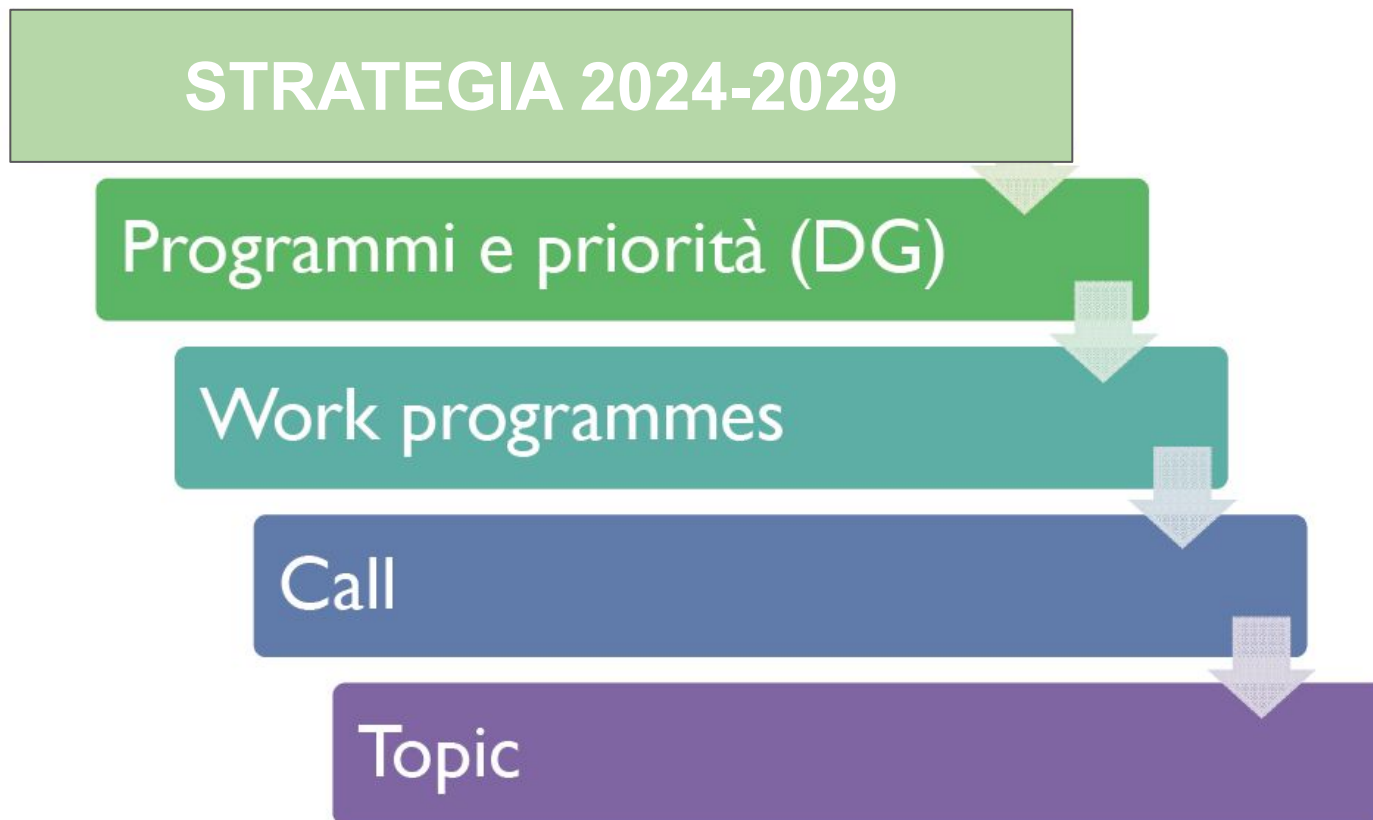 STRATEGIA 2024-2029
Programmi e priorità (DG)
Work programmes
Call
Topic